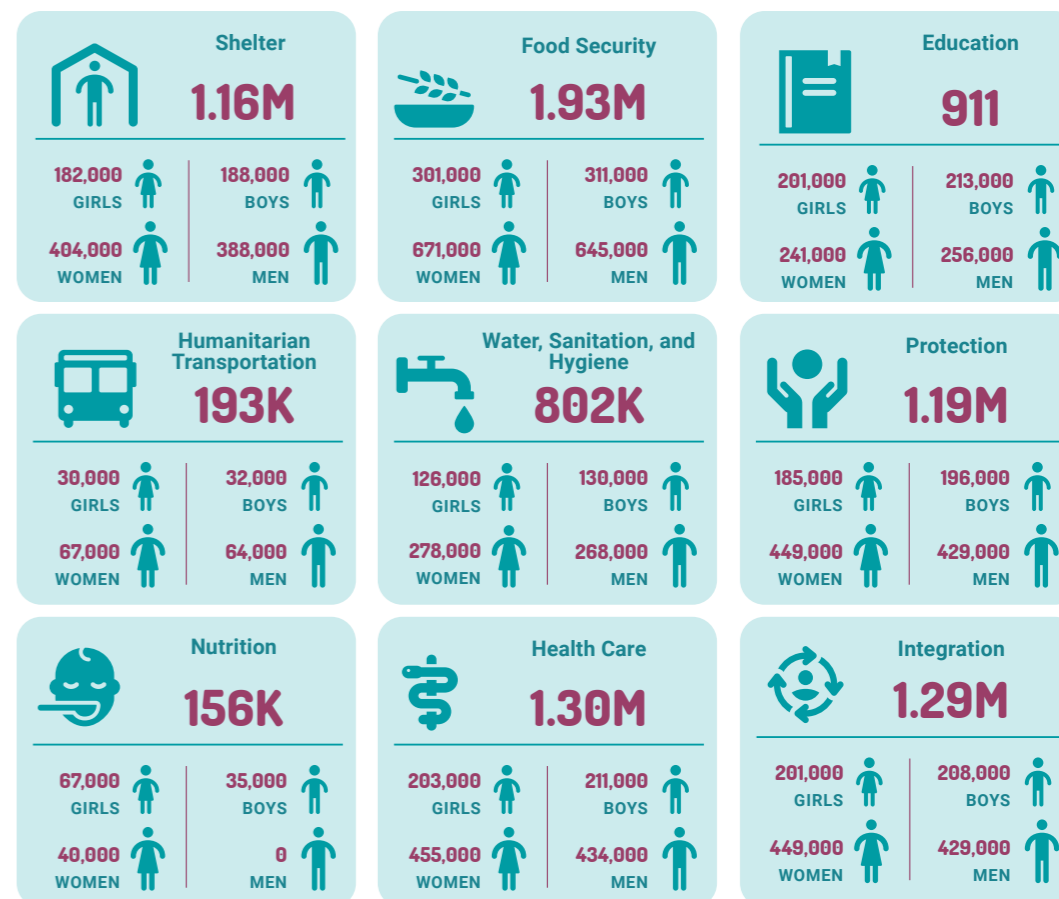 Shelter
1.16M
182,000
GIRLS
188,000
BOYS
404,000
WOMEN
388,000
MEN
Food Security
1.93M
301,000
GIRLS
311,000
BOYS
671,000
WOMEN
645,000
MEN
Education
911
201,000
GIRLS
213,000
BOYS
241,000
WOMEN
256,000
MEN
Humanitarian
Transportation
193K
30,000
GIRLS
32,000
BOYS
67,000
WOMEN
64,000
MEN
Water, Sanitation, and
Hygiene
802K
126,000
GIRLS
130,000
BOYS
278,000
WOMEN
268,000
MEN
Protection
1.19M
185,000
GIRLS
196,000
BOYS
449,000
WOMEN
429,000
MEN
Nutrition
156K
67,000
GIRLS
35,000
BOYS
40,000
WOMEN
0
MEN
Health Care
1.30M
203,000
GIRLS
211,000
BOYS
455,000
WOMEN
434,000
MEN
Integration
1.29M
201,000
GIRLS
208,000
BOYS
449,000
WOMEN
429,000
MEN